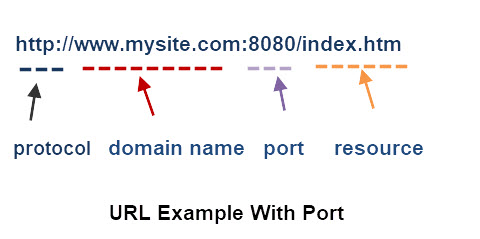 http://www.mysite.com:8080/index.htm
protocol domain name port resource
URL Example With Port